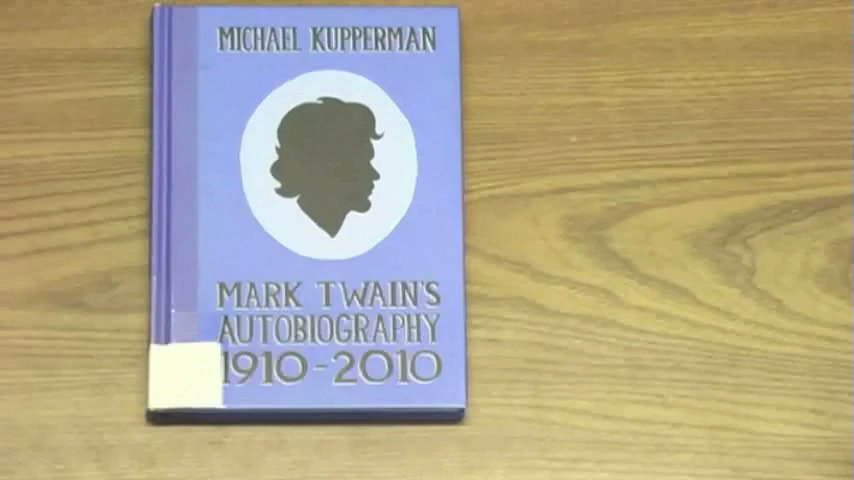 MICHAEL KUPPERMAN
MARK TWAIN'S
AUTOBIOGRAPHY
1910-2010